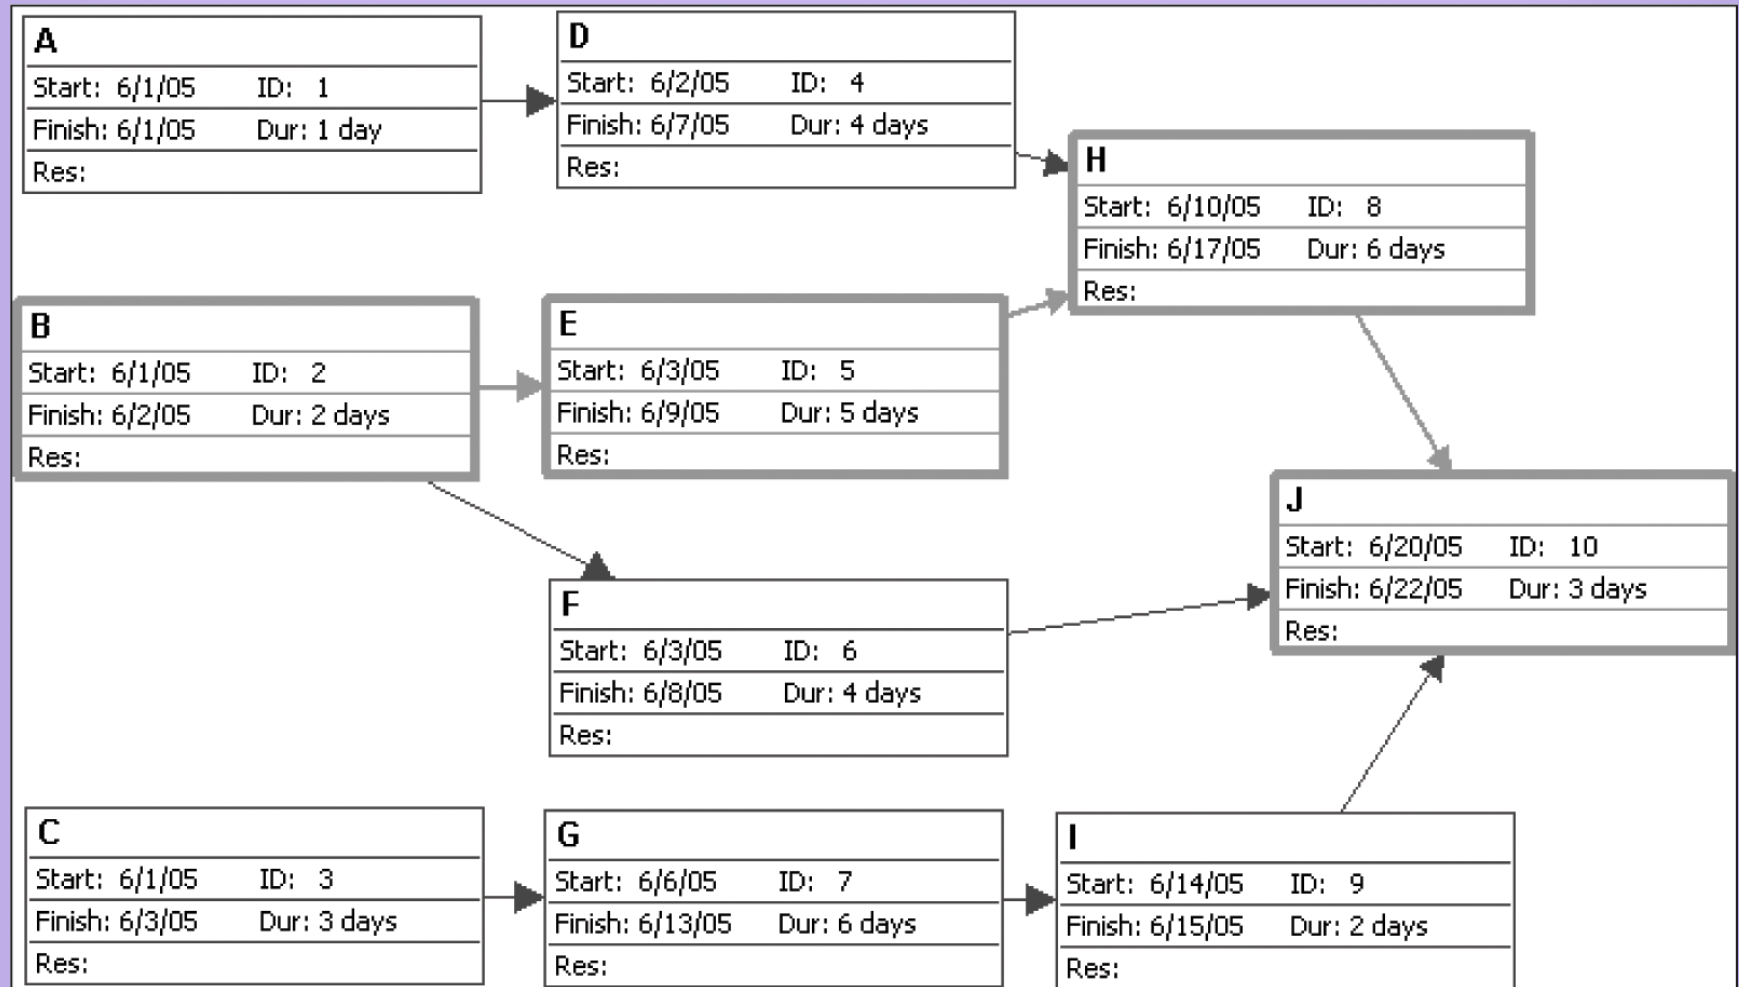 A
Start: 6/1/05 ID: 1
Finish: 6/1/05 Dur: 1 day
Res:
D
Start: 6/2/05 ID: 4
Finish: 6/7/05 Dur: 4 days
Res:
H
Start: 6/10/05 ID: 8
Finish: 6/17/05 Dur: 6 days
Res:
B
Start: 6/1/05 ID: 2
Finish: 6/2/05 Dur: 2 days
Res:
E
Start: 6/3/05 ID: 5
Finish: 6/9/05 Dur: 5 days
Res:
J
Start: 6/20/05 ID: 10
Finish: 6/22/05 Dur: 3 days
Res:
F
Start: 6/3/05 ID: 6
Finish: 6/8/05 Dur: 4 days
Res:
C
Start: 6/1/05 ID: 3
Finish: 6/3/05 Dur: 3 days
Res:
G
Start: 6/6/05 ID: 7
Finish: 6/13/05 Dur: 6 days
Res:
I
Start: 6/14/05 ID: 9
Finish: 6/15/05 Dur: 2 days
Res: